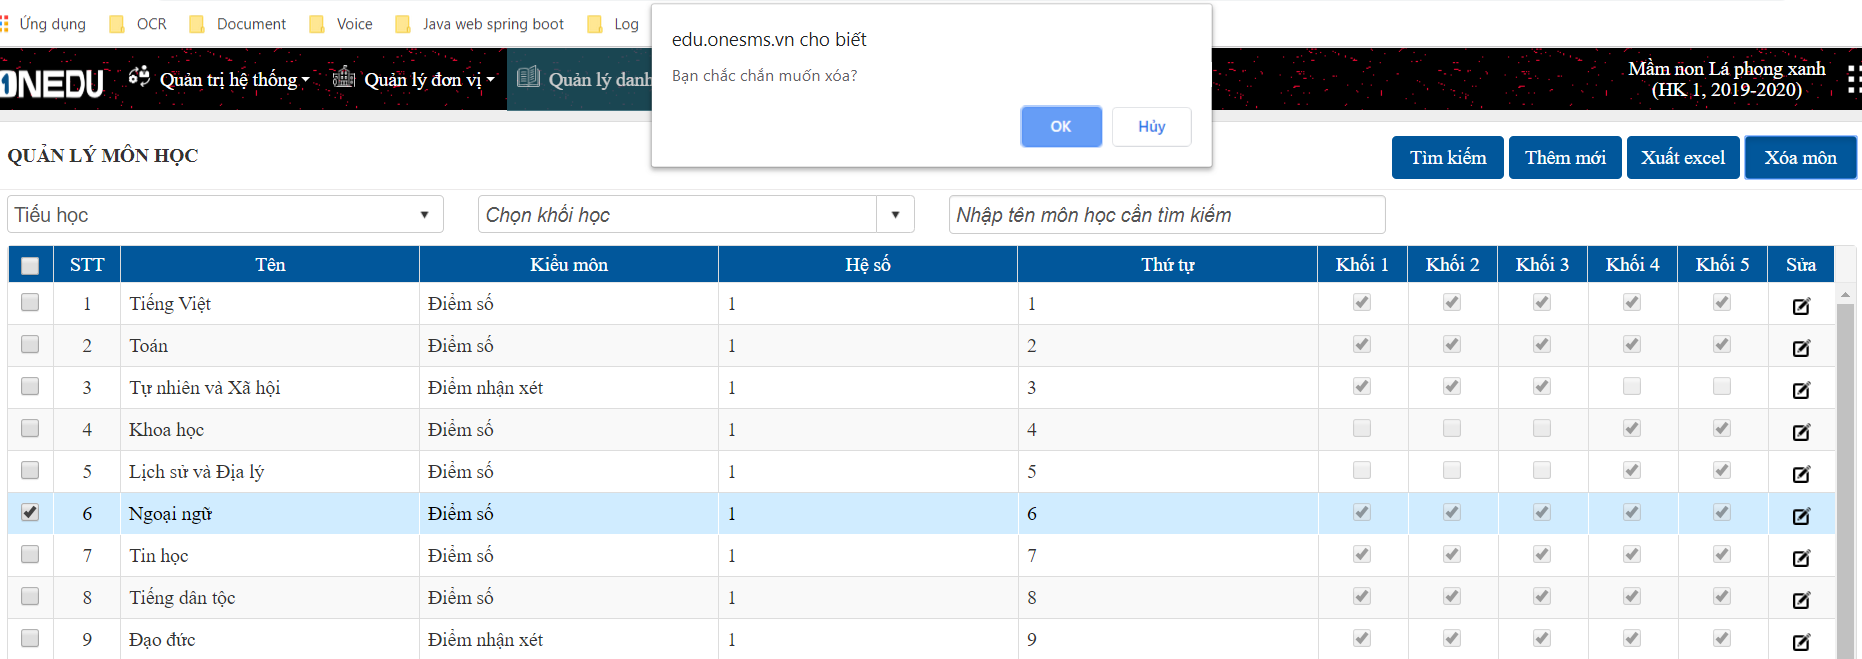 Ứng dụng OCR Document Voice Java web spring boot Log
edu.onesms.vn cho biết
Bạn chắc chắn muốn xóa?
OK Hủy
ONEDU Quản trị hệ thống Quản lý đơn vị Quản lý danh
Mầm non Lá phong xanh
(HK 1, 2019-2020)
QUẢN LÝ MÔN HỌC
Tìm kiếm Thêm mới Xuất excel Xóa môn
Tiểu học Chọn khối học Nhập tên môn học cần tìm kiếm
STT Tên Kiểu môn Hệ số Thứ tự Khối 1 Khối 2 Khối 3 Khối 4 Khối 5 Sửa
1 Tiếng Việt Điểm số 1 1
2 Toán Điểm số 1 2
3 Tự nhiên và Xã hội Điểm nhận xét 1 3
4 Khoa học Điểm số 1 4
5 Lịch sử và Địa lý Điểm số 1 5
6 Ngoại ngữ Điểm số 1 6
7 Tin học Điểm số 1 7
8 Tiếng dân tộc Điểm số 1 8
9 Đạo đức Điểm nhận xét 1 9